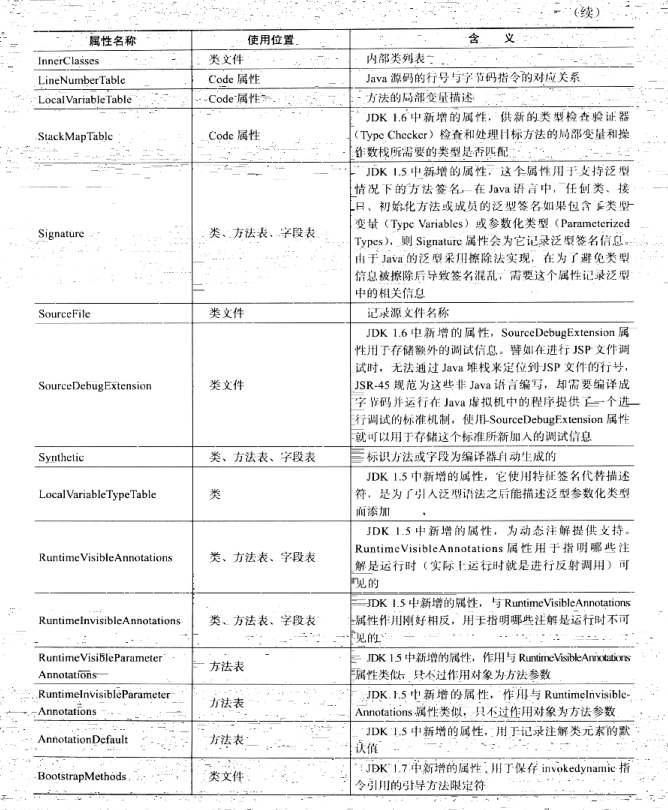 （续）
属性名称 使用位置 含 义
InnerClasses 类文件 内部类列表
LineNumberTable Code 属性 Java 源码的行号与字节码指令的对应关系
LocalVariableTable Code 属性 方法的局部变量描述
StackMapTable Code 属性 JDK 1.6 中新增的属性，供新的类型检查验证器
（Type Checker）检查和处理目标方法的局部变量和操
作数栈所需要的类型是否匹配
Signature 类、方法表、字段表 JDK 1.5 中新增的属性，这个属性用于支持泛型
情况下的方法签名，在 Java 语言中，任何类、接
口、初始化方法或成员的泛型签名如果包含了类型
变量（Type Variables）或参数化类型（Parameterized
Types），则 Signature 属性会为它记录泛型签名信息。
由于 Java 的泛型采用擦除法实现，在为了避免类型
信息被擦除后导致签名混乱，需要这个属性记录泛型
中的相关信息
SourceFile 类文件 记录源文件名称
SourceDebugExtension 类文件 JDK 1.6 中新增的属性，SourceDebugExtension 属
性用于存储额外的调试信息。譬如在进行 JSP 文件调
试时，无法通过 Java 堆栈来定位到 JSP 文件的行号，
JSR-45 规范为这些非 Java 语言编写，却需要编译成
字节码并运行在 Java 虚拟机中的程序提供了一个进
行调试的标准机制，使用 SourceDebugExtension 属性
就可以用于存储这个标准所新加入的调试信息
Synthetic 类、方法表、字段表 标识方法或字段为编译器自动生成的
LocalVariableTypeTable 类 JDK 1.5 中新增的属性，它使用特征签名代替描述
符，是为了引入泛型语法之后能描述泛型参数化类型
而添加
RuntimeVisibleAnnotations 类、方法表、字段表 JDK 1.5 中新增的属性，为动态注解提供支持。
RuntimeVisibleAnnotations 属性用于指明哪些注
解是运行时（实际上运行时就是进行反射调用）可
见的
RuntimeInvisibleAnnotations 类、方法表、字段表 JDK 1.5 中新增的属性，与 RuntimeVisibleAnnotations
属性作用刚好相反，用于指明哪些注解是运行时不可
见的
RuntimeVisibleParameter
Annotations 方法表 JDK 1.5 中新增的属性，作用与 RuntimeVisibleAnnotations
属性类似，只不过作用对象为方法参数
RuntimeInvisibleParameter
Annotations 方法表 JDK 1.5 中新增的属性，作用与 RuntimeInvisible-
Annotations 属性类似，只不过作用对象为方法参数
AnnotationDefault 方法表 JDK 1.5 中新增的属性，用于记录注解类元素的默
认值
BootstrapMethods 类文件 JDK 1.7 中新增的属性，用于保存 invokedynamic 指
令引用的引导方法限定符